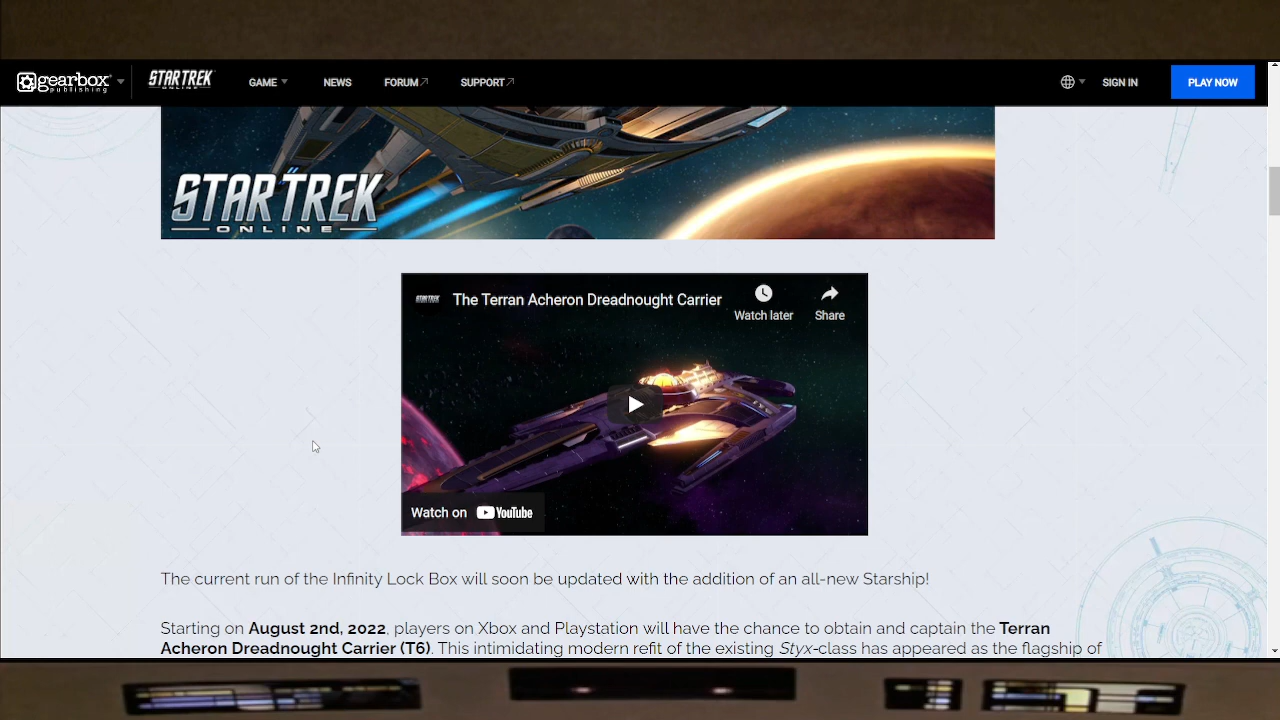 gearbox publishing
STAR TREK ONLINE
GAME
NEWS
FORUM
SUPPORT
SIGN IN
PLAY NOW
STAR TREK
ONLINE
STAR TREK
The Terran Acheron Dreadnought Carrier
Watch later
Share
Watch on YouTube
The current run of the Infinity Lock Box will soon be updated with the addition of an all-new Starship!
Starting on August 2nd, 2022, players on Xbox and Playstation will have the chance to obtain and captain the Terran
Acheron Dreadnought Carrier (T6). This intimidating modern refit of the existing Styx-class has appeared as the flagship of